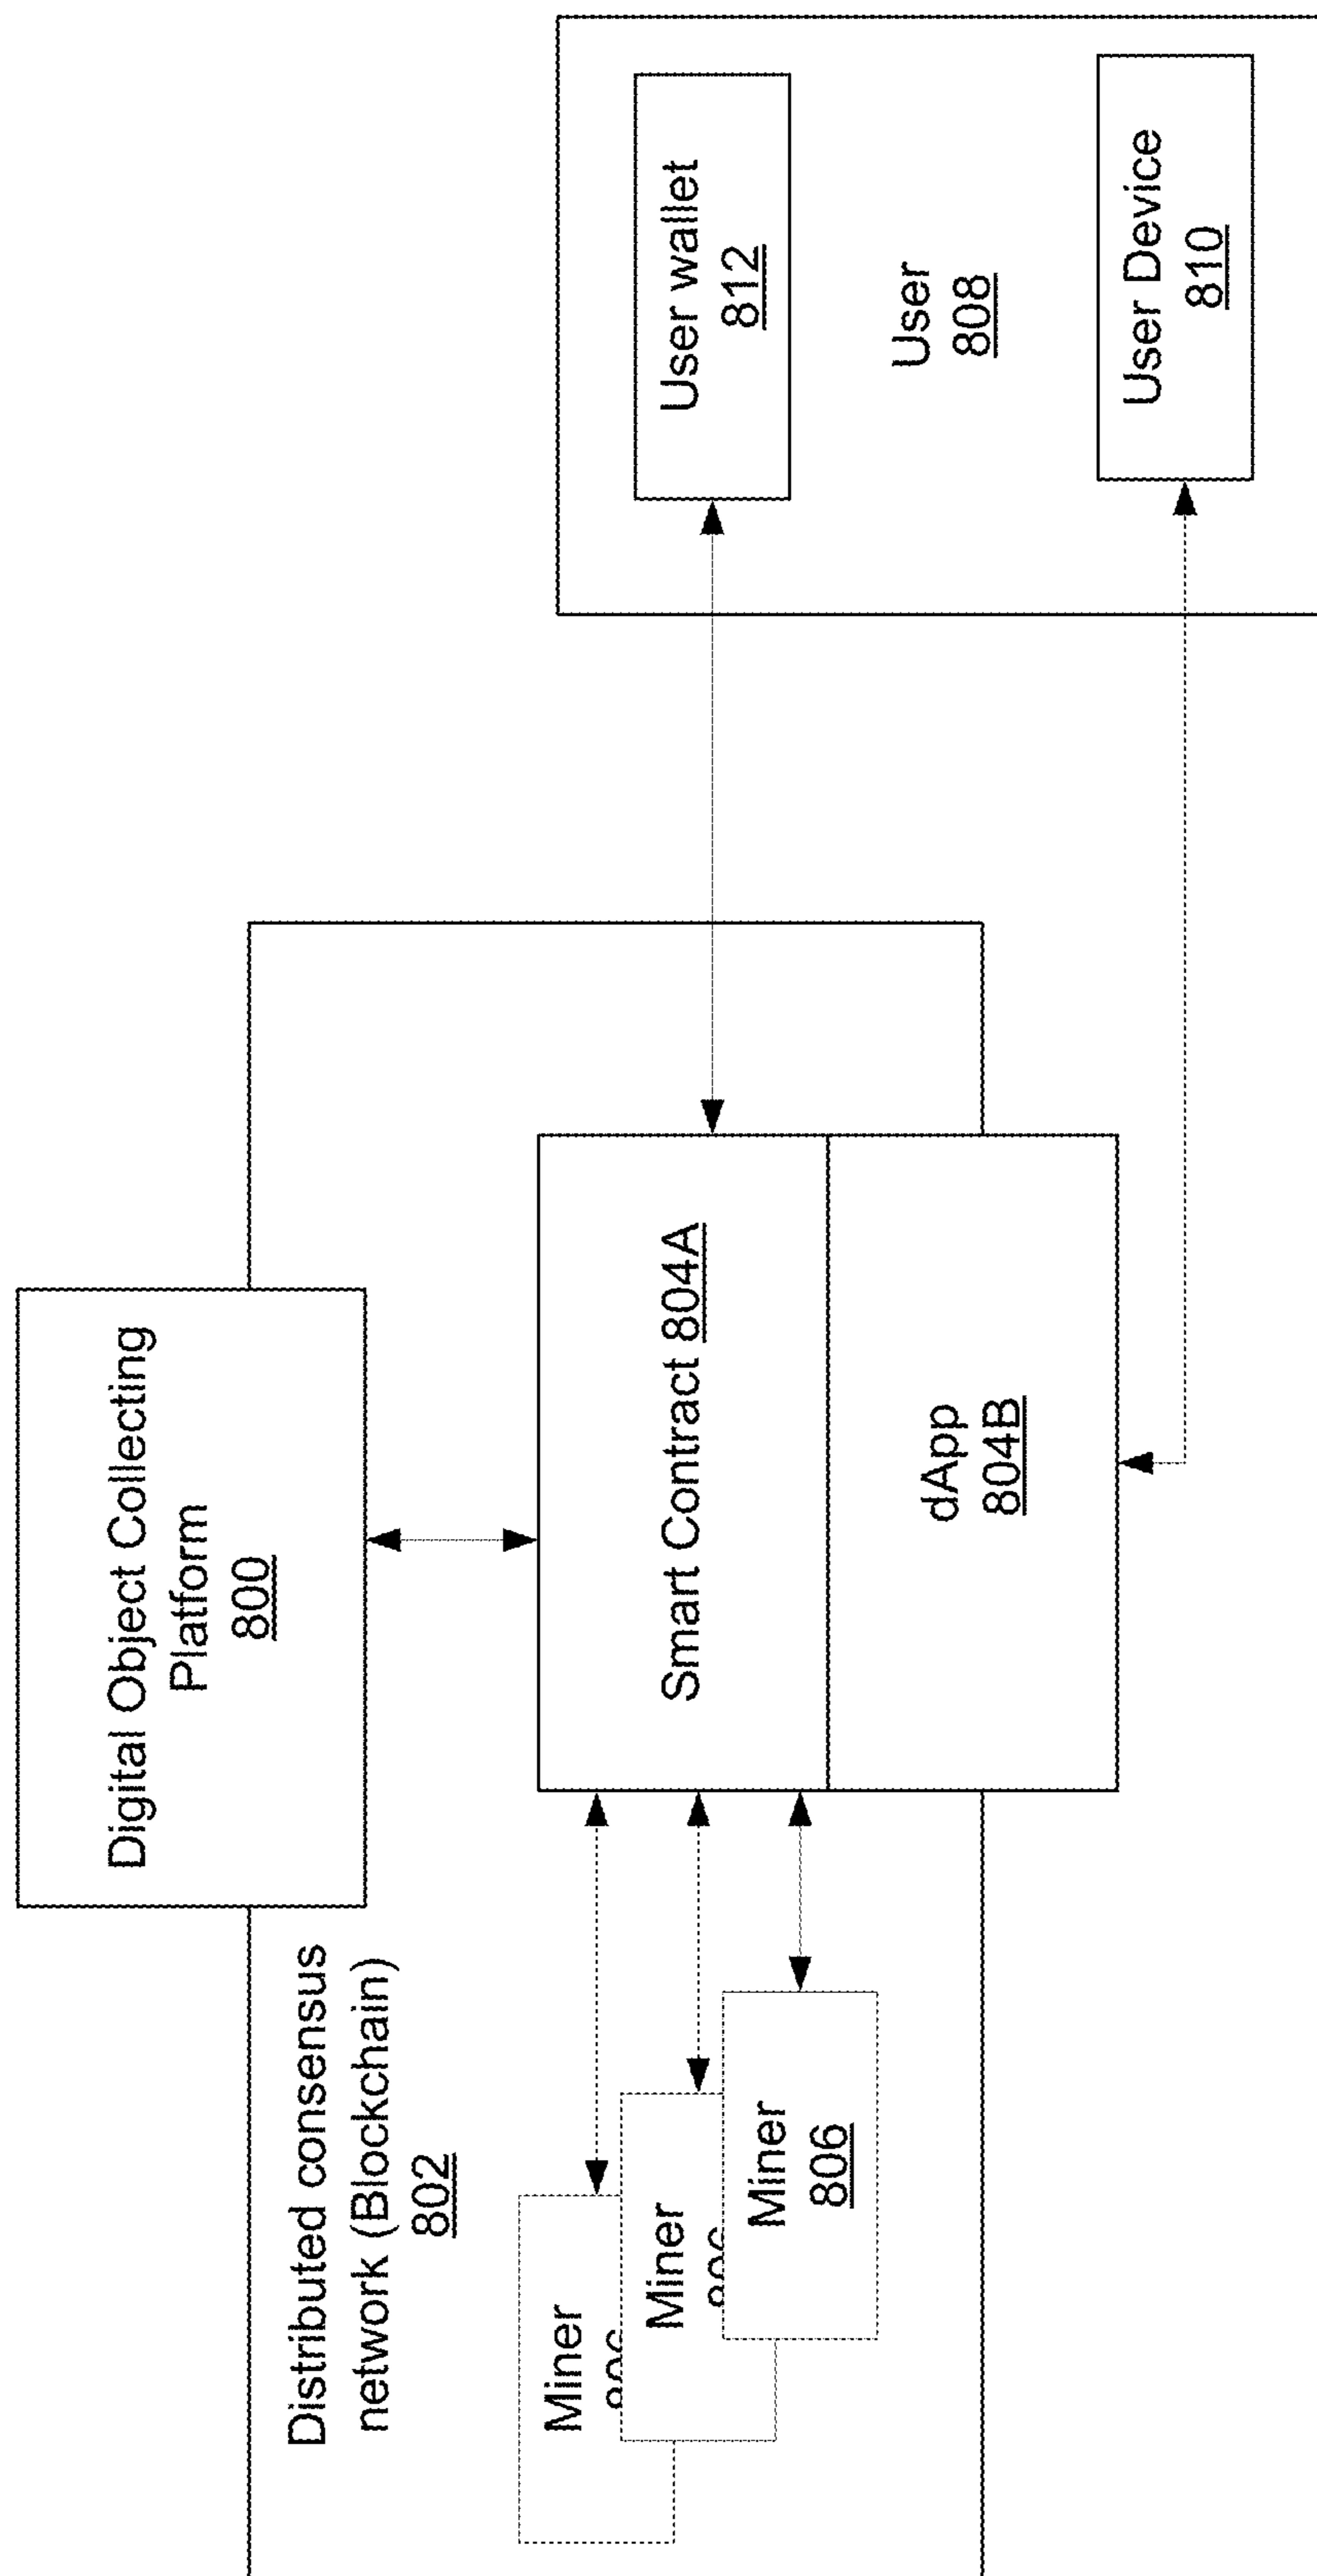 Digital Object Collecting
Platform
800
Distributed consensus
network (Blockchain)
802
Miner
Miner
Miner
806
Smart Contract 804A
dApp
804B
User wallet
812
User
808
User Device
810